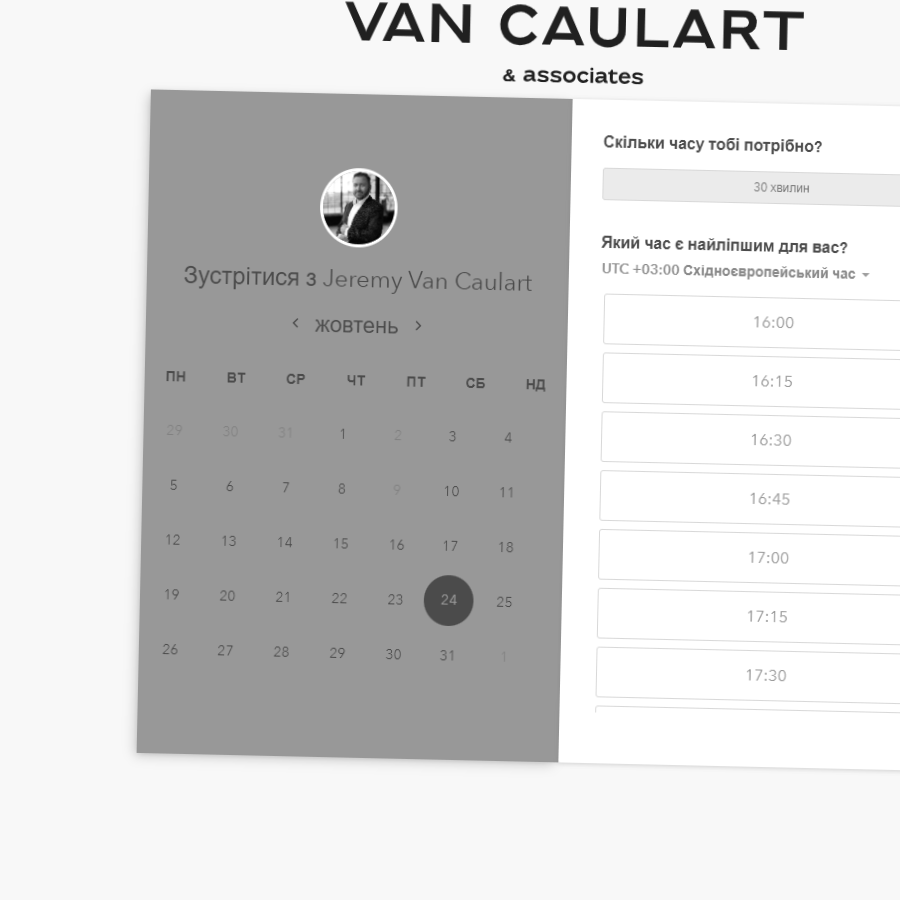 VAN CAULART
& associates
Зустрітися з Jeremy Van Caulart
жовтень
ПН ВТ СР ЧТ ПТ СБ НД
29 30 31 1 2 3 4
5 6 7 8 9 10 11
12 13 14 15 16 17 18
19 20 21 22 23 24 25
26 27 28 29 30 31 1
Скільки часу тобі потрібно?
30 хвилин
Який час є найліпшим для вас?
UTC +03:00 Східноєвропейський час
16:00
16:15
16:30
16:45
17:00
17:15
17:30